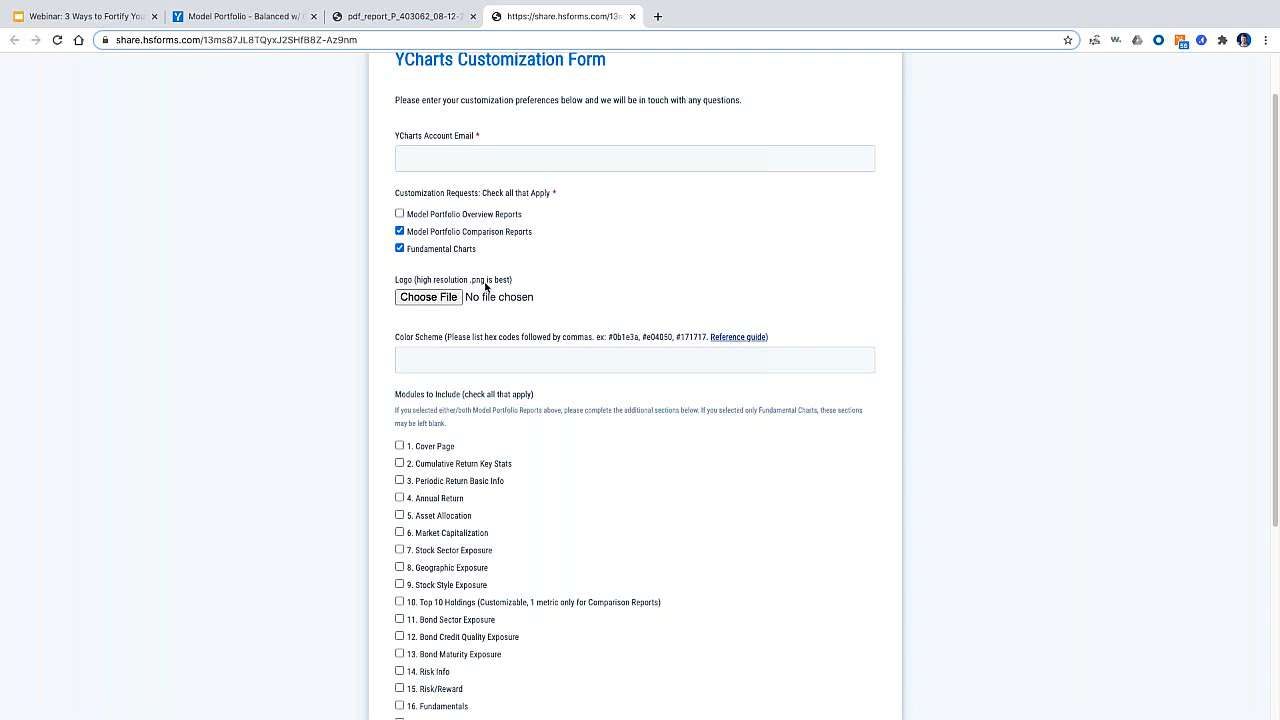 Webinar: 3 Ways to Fortify You
Model Portfolio - Balanced w/
pdf_report_P_403062_08-12-2
https://share.hsforms.com/13m
share.hsforms.com/13ms87JL8TQyxJ2SHfB8Z-Az9nm
56
YCharts Customization Form
Please enter your customization preferences below and we will be in touch with any questions.
YCharts Account Email *
Customization Requests: Check all that Apply *
Model Portfolio Overview Reports
Model Portfolio Comparison Reports
Fundamental Charts
Logo (high resolution .png is best)
Choose File No file chosen
Color Scheme (Please list hex codes followed by commas. ex: #0b1e3a, #e04050, #171717. Reference guide)
Modules to Include (check all that apply)
If you selected either/both Model Portfolio Reports above, please complete the additional sections below. If you selected only Fundamental Charts, these sections
may be left blank.
1. Cover Page
2. Cumulative Return Key Stats
3. Periodic Return Basic Info
4. Annual Return
5. Asset Allocation
6. Market Capitalization
7. Stock Sector Exposure
8. Geographic Exposure
9. Stock Style Exposure
10. Top 10 Holdings (Customizable, 1 metric only for Comparison Reports)
11. Bond Sector Exposure
12. Bond Credit Quality Exposure
13. Bond Maturity Exposure
14. Risk Info
15. Risk/Reward
16. Fundamentals